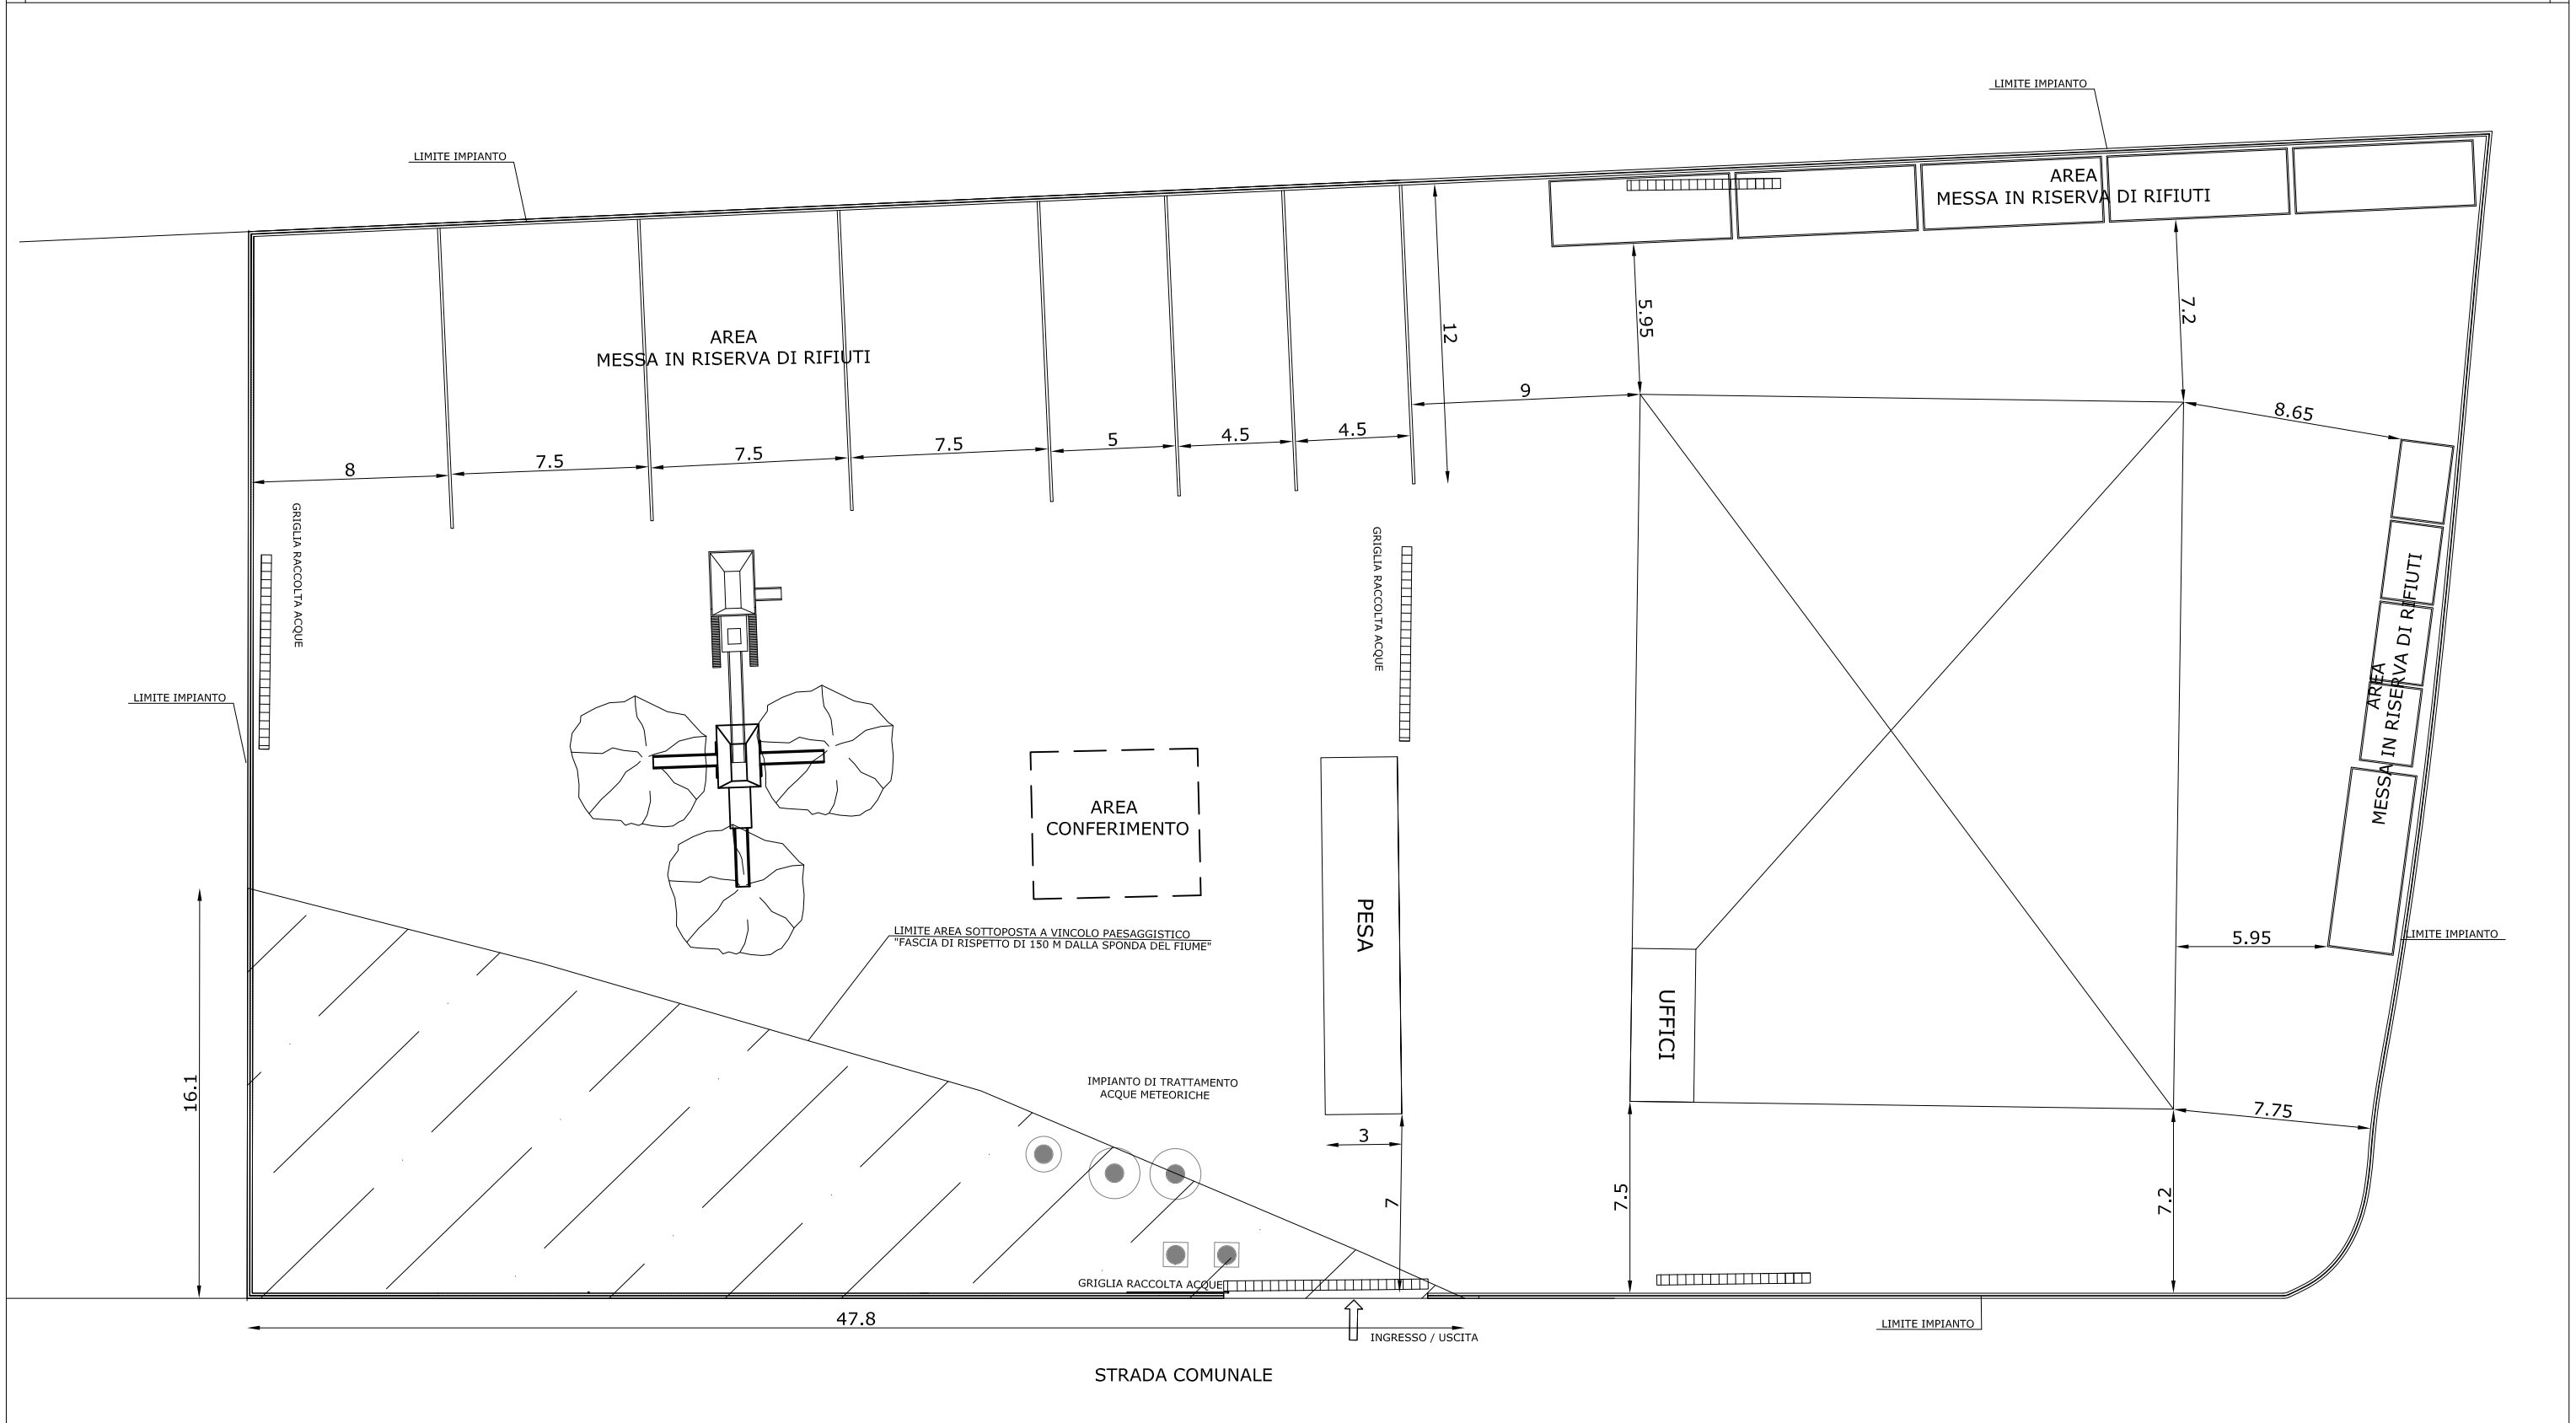 LIMITE IMPIANTO
LIMITE IMPIANTO
AREA
MESSA IN RISERVA DI RIFIUTI
5.95
7.2
12
AREA
MESSA IN RISERVA DI RIFIUTI
9
8.65
8
7.5
7.5
7.5
5
4.5
4.5
GRIGLIA RACCOLTA ACQUE
GRIGLIA RACCOLTA ACQUE
AREA
MESSA IN RISERVA DI RIFIUTI
LIMITE IMPIANTO
AREA
CONFERIMENTO
PESA
LIMITE AREA SOTTOPOSTA A VINCOLO PAESAGGISTICO
"FASCIA DI RISPETTO DI 150 M DALLA SPONDA DEL FIUME"
5.95
LIMITE IMPIANTO
UFFICI
16.1
IMPIANTO DI TRATTAMENTO
ACQUE METEORICHE
7.75
3
7
7.5
7.2
GRIGLIA RACCOLTA ACQUE
47.8
INGRESSO / USCITA
LIMITE IMPIANTO
STRADA COMUNALE